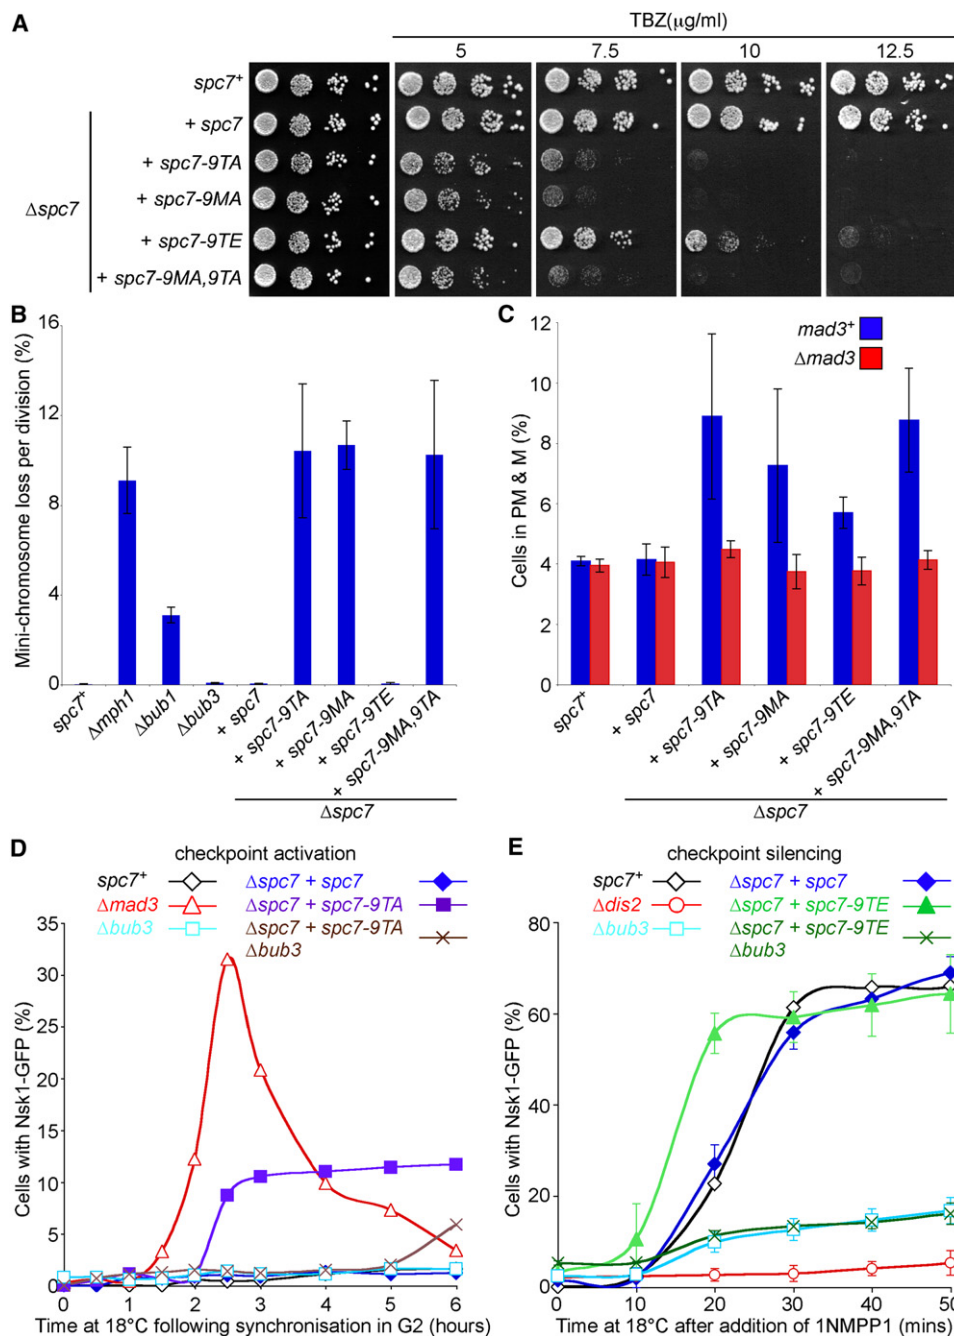 A
TBZ(μg/ml)
5 7.5 10 12.5
spc7+
+ spc7
+ spc7-9TA
Δspc7
+ spc7-9MA
+ spc7-9TE
+ spc7-9MA,9TA
B
Mini-chromosome loss per division (%)
16
12
8
4
0
spc7+
Δmph1
Δbub1
Δbub3
+ spc7
+ spc7-9TA
+ spc7-9MA
+ spc7-9TE
+ spc7-9MA,9TA
Δspc7
C
Cells in PM & M (%)
12
10
8
6
4
2
0
mad3+
Δmad3
spc7+
+ spc7
+ spc7-9TA
+ spc7-9MA
+ spc7-9TE
+ spc7-9MA,9TA
Δspc7
D
checkpoint activation
spc7+
Δmad3
Δbub3
Δspc7 + spc7
Δspc7 + spc7-9TA
Δspc7 + spc7-9TA
Δbub3
Cells with Nsk1-GFP (%)
35
30
25
20
15
10
5
0
0 1 2 3 4 5 6
Time at 18°C following synchronisation in G2 (hours)
E
checkpoint silencing
spc7+
Δdis2
Δbub3
Δspc7 + spc7
Δspc7 + spc7-9TE
Δspc7 + spc7-9TE
Δbub3
Cells with Nsk1-GFP (%)
80
60
40
20
0
0 10 20 30 40 50
Time at 18°C after addition of 1NMPP1 (mins)